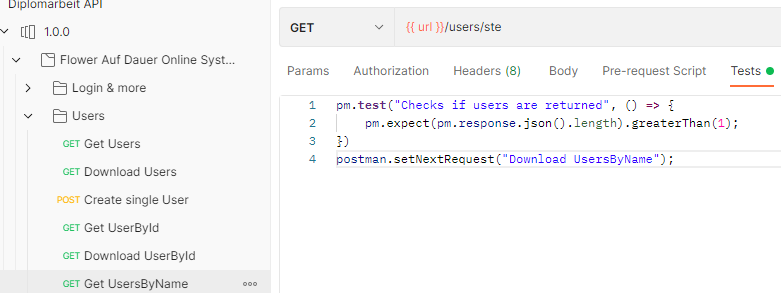 Diplomarbeit API
1.0.0
Flower Auf Dauer Online Syst...
Login & more
Users
GET Get Users
GET Download Users
POST Create single User
GET Get UserById
GET Download UserById
GET Get UsersByName
GET
{{ url }}/users/ste
Params Authorization Headers (8) Body Pre-request Script Tests
1 pm.test("Checks if users are returned", () => {
2 pm.expect(pm.response.json().length).greaterThan(1);
3 })
4 postman.setNextRequest("Download UsersByName");